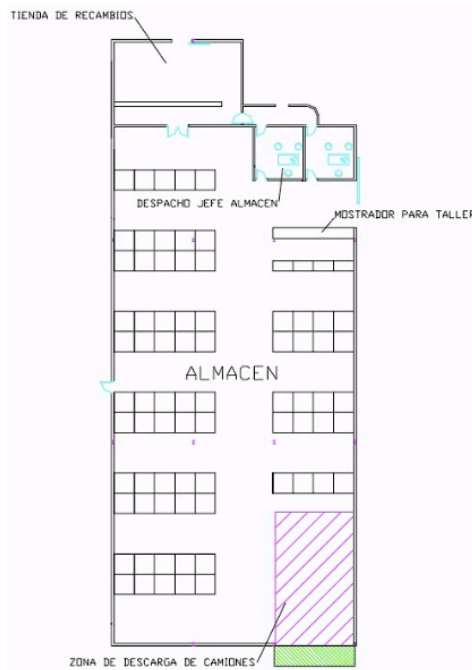 TIENDA DE RECAMBIOS
DESPACHO JEFE ALMACEN
MOSTRADOR PARA TALLER
ALMACEN
ZONA DE DESCARGA DE CAMIONES